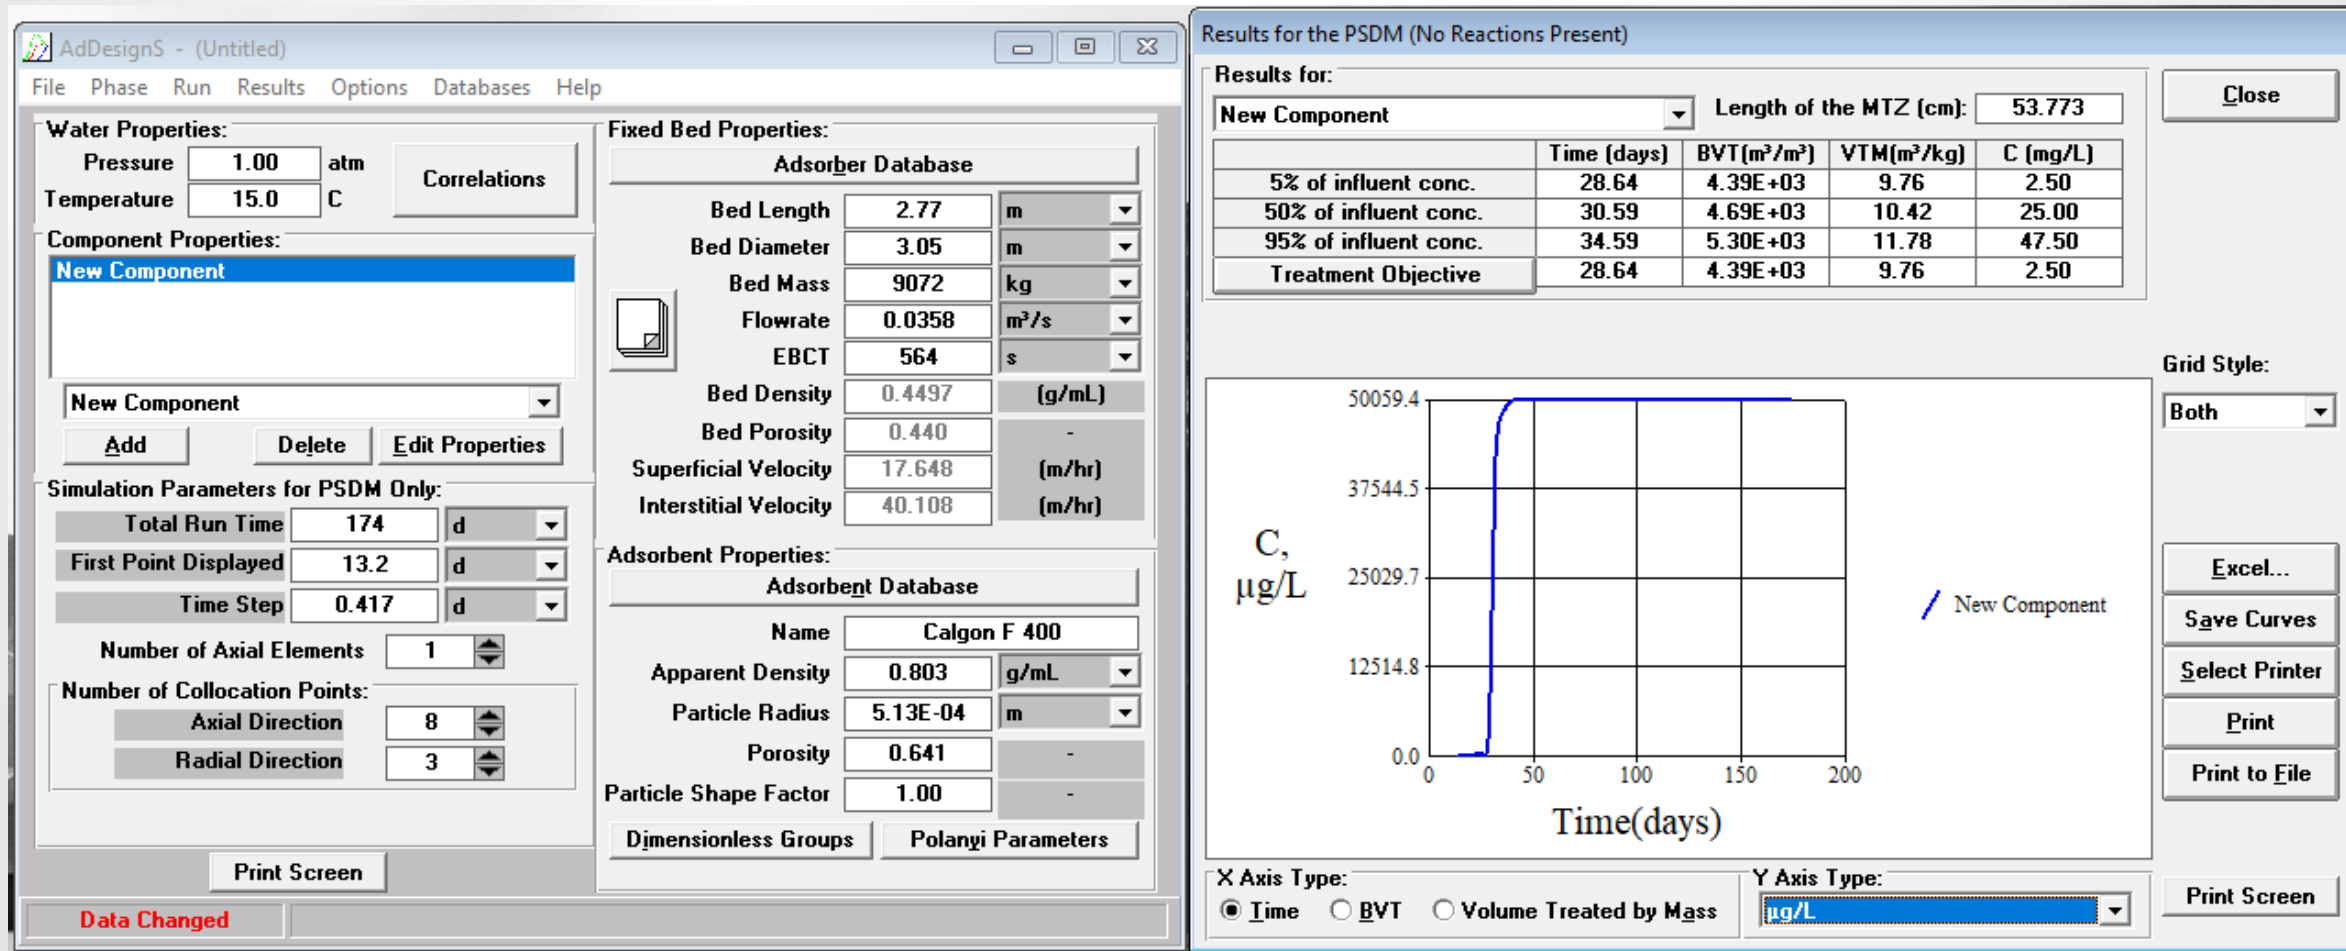 AdDesignS - (Untitled)
File Phase Run Results Options Databases Help
Water Properties:
Pressure 1.00 atm
Temperature 15.0 C
Correlations
Component Properties:
New Component
New Component
Add Delete Edit Properties
Simulation Parameters for PSDM Only:
Total Run Time 174 d
First Point Displayed 13.2 d
Time Step 0.417 d
Number of Axial Elements 1
Number of Collocation Points:
Axial Direction 8
Radial Direction 3
Print Screen
Data Changed
Fixed Bed Properties:
Adsorber Database
Bed Length 2.77 m
Bed Diameter 3.05 m
Bed Mass 9072 kg
Flowrate 0.0358 m³/s
EBCT 564 s
Bed Density 0.4497 (g/mL)
Bed Porosity 0.440 -
Superficial Velocity 17.648 (m/hr)
Interstitial Velocity 40.108 (m/hr)
Adsorbent Properties:
Adsorbent Database
Name Calgon F 400
Apparent Density 0.803 g/mL
Particle Radius 5.13E-04 m
Porosity 0.641 -
Particle Shape Factor 1.00 -
Dimensionless Groups Polanyi Parameters
Results for the PSDM (No Reactions Present)
Results for:
New Component
Length of the MTZ (cm): 53.773
Close
Time (days) BVT(m³/m³) VTM(m³/kg) C (mg/L)
5% of influent conc. 28.64 4.39E+03 9.76 2.50
50% of influent conc. 30.59 4.69E+03 10.42 25.00
95% of influent conc. 34.59 5.30E+03 11.78 47.50
Treatment Objective 28.64 4.39E+03 9.76 2.50
Grid Style:
Both
50059.4
37544.5
25029.7
12514.8
0.0
C,
µg/L
0 50 100 150 200
Time(days)
New Component
Excel...
Save Curves
Select Printer
Print
Print to File
X Axis Type:
Time BVT Volume Treated by Mass
Y Axis Type:
µg/L
Print Screen